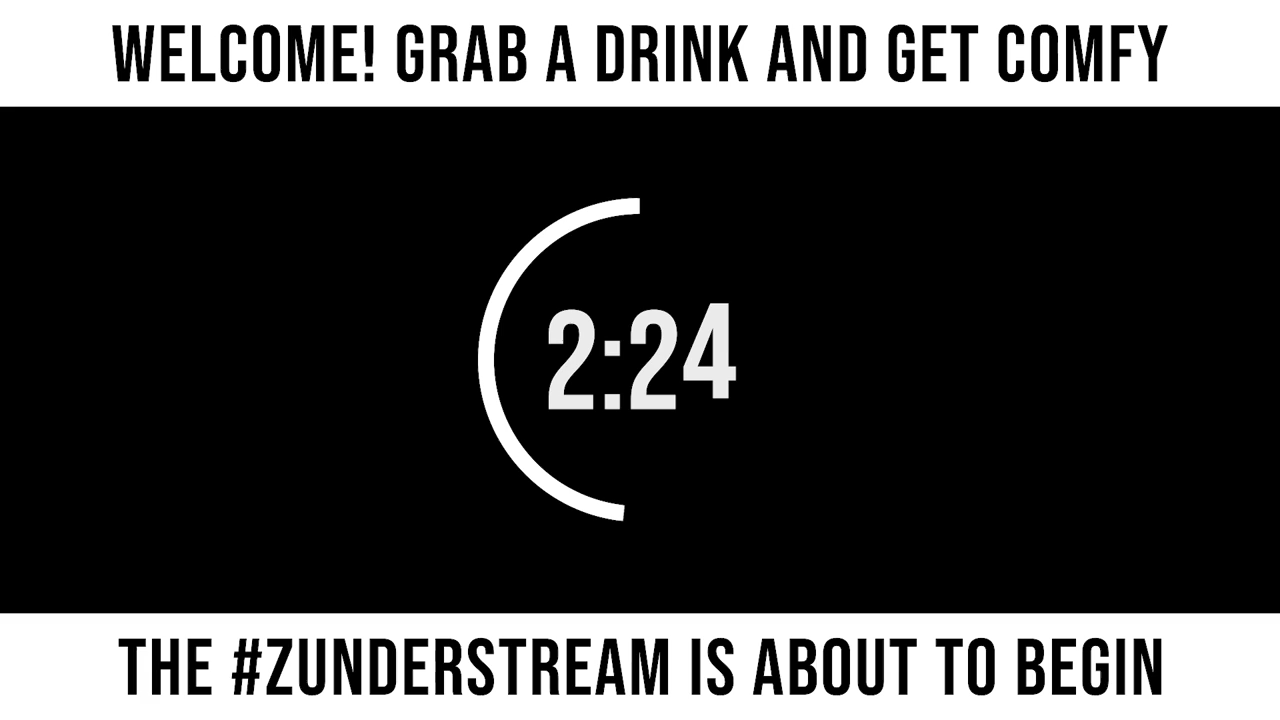 WELCOME! GRAB A DRINK AND GET COMFY
2:24
THE #ZUNDERSTREAM IS ABOUT TO BEGIN